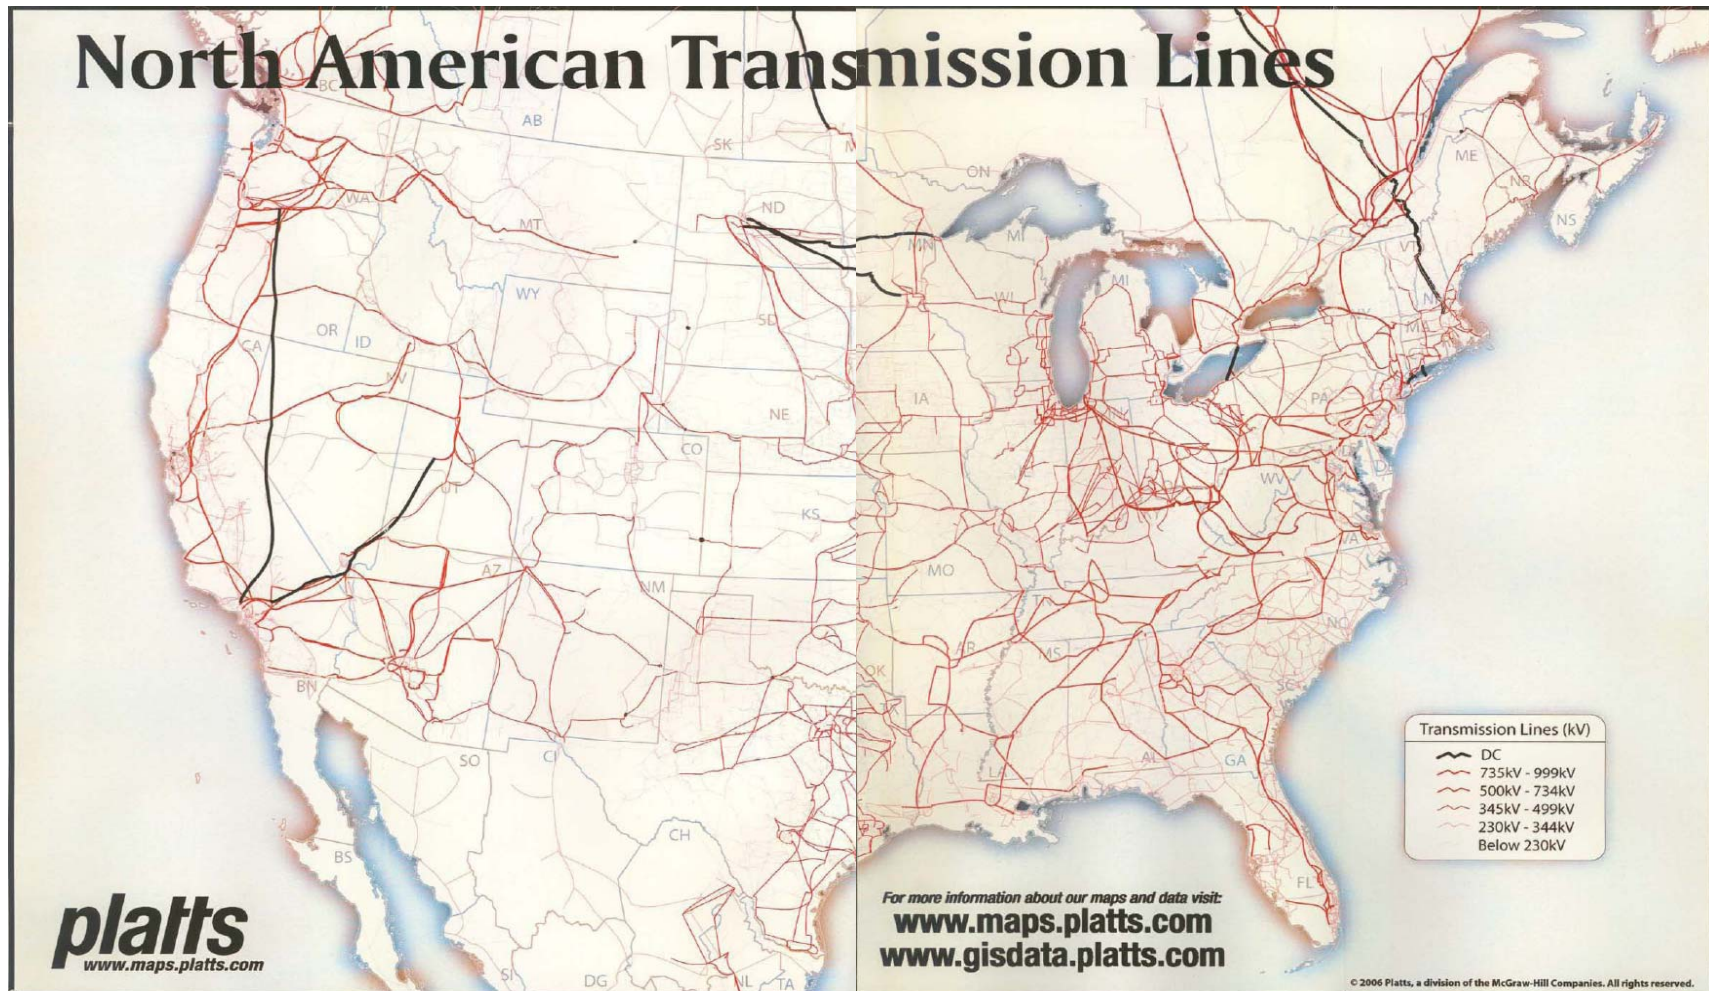 North American Transmission Lines
BC
AB
SK
ON
ME
NB
NS
WA
MT
ND
MN
MI
VT
WY
WI
MI
OR
ID
SD
CA
NV
MA
NE
IA
PA
CO
UT
KS
WV
VA
AZ
NM
MO
NC
AR
MS
OK
SC
BN
SO
CI
AL
GA
LA
CH
BS
FL
SI
DG
NL
TA
Transmission Lines (kV)
DC
735kV - 999kV
500kV - 734kV
345kV - 499kV
230kV - 344kV
Below 230kV
platts
www.maps.platts.com
For more information about our maps and data visit:
www.maps.platts.com
www.gisdata.platts.com
© 2006 Platts, a division of the McGraw-Hill Companies. All rights reserved.